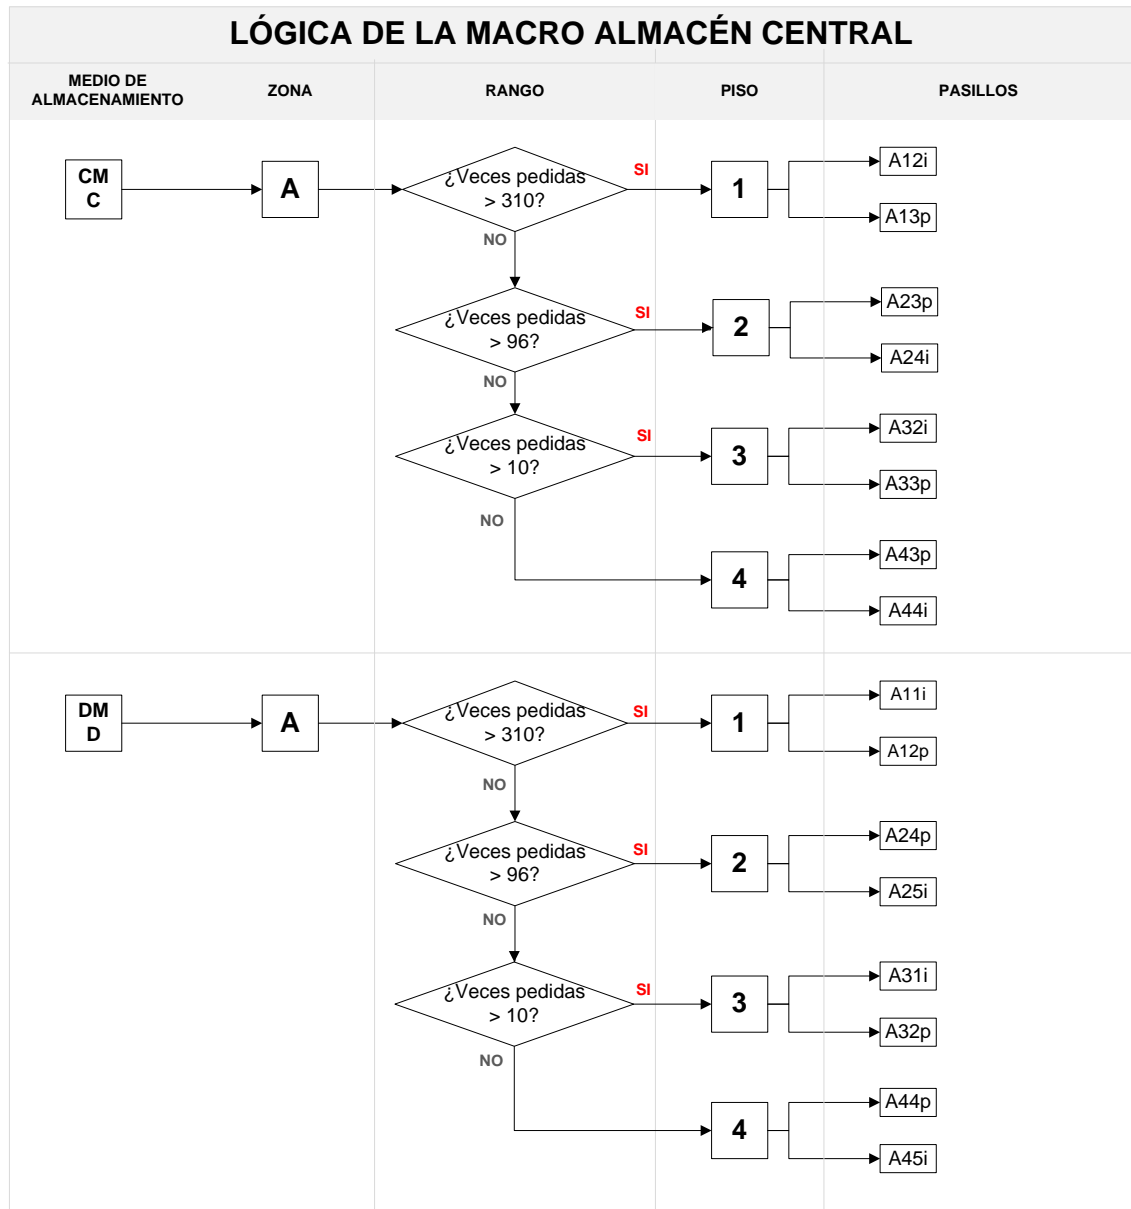 LÓGICA DE LA MACRO ALMACÉN CENTRAL
MEDIO DE
ALMACENAMIENTO
ZONA
RANGO
PISO
PASILLOS
CM
C
A
¿Veces pedidas
> 310?
SI
NO
1
A12i
A13p
¿Veces pedidas
> 96?
SI
NO
2
A23p
A24i
¿Veces pedidas
> 10?
SI
NO
3
A32i
A33p
4
A43p
A44i
DM
D
A
¿Veces pedidas
> 310?
SI
NO
1
A11i
A12p
¿Veces pedidas
> 96?
SI
NO
2
A24p
A25i
¿Veces pedidas
> 10?
SI
NO
3
A31i
A32p
4
A44p
A45i